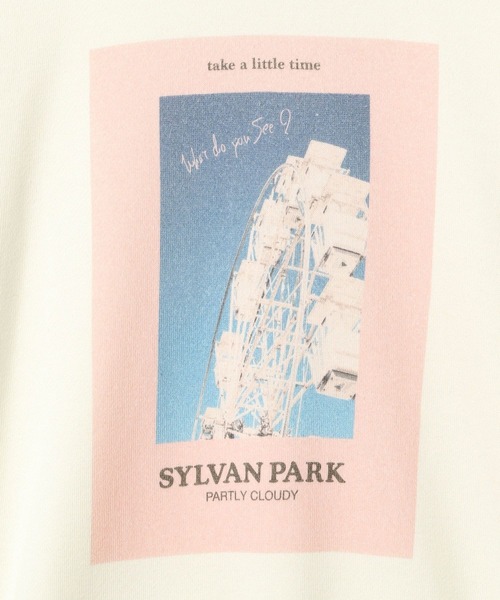 take a little time
What do you See ?
SYLVAN PARK
PARTLY CLOUDY